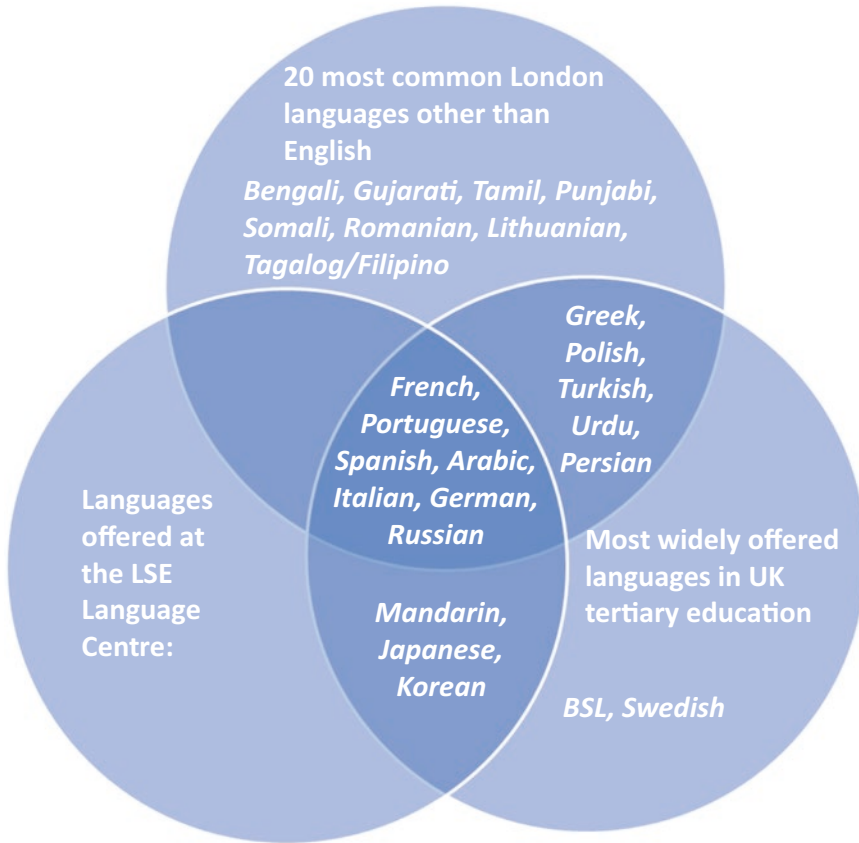 20 most common London
languages other than
English
Bengali, Gujarati, Tamil, Punjabi,
Somali, Romanian, Lithuanian,
Tagalog/Filipino
Greek,
Polish,
Turkish,
Urdu,
Persian
French,
Portuguese,
Spanish, Arabic,
Italian, German,
Russian
Languages
offered at
the LSE
Language
Centre:
Most widely offered
languages in UK
tertiary education
Mandarin,
Japanese,
Korean
BSL, Swedish